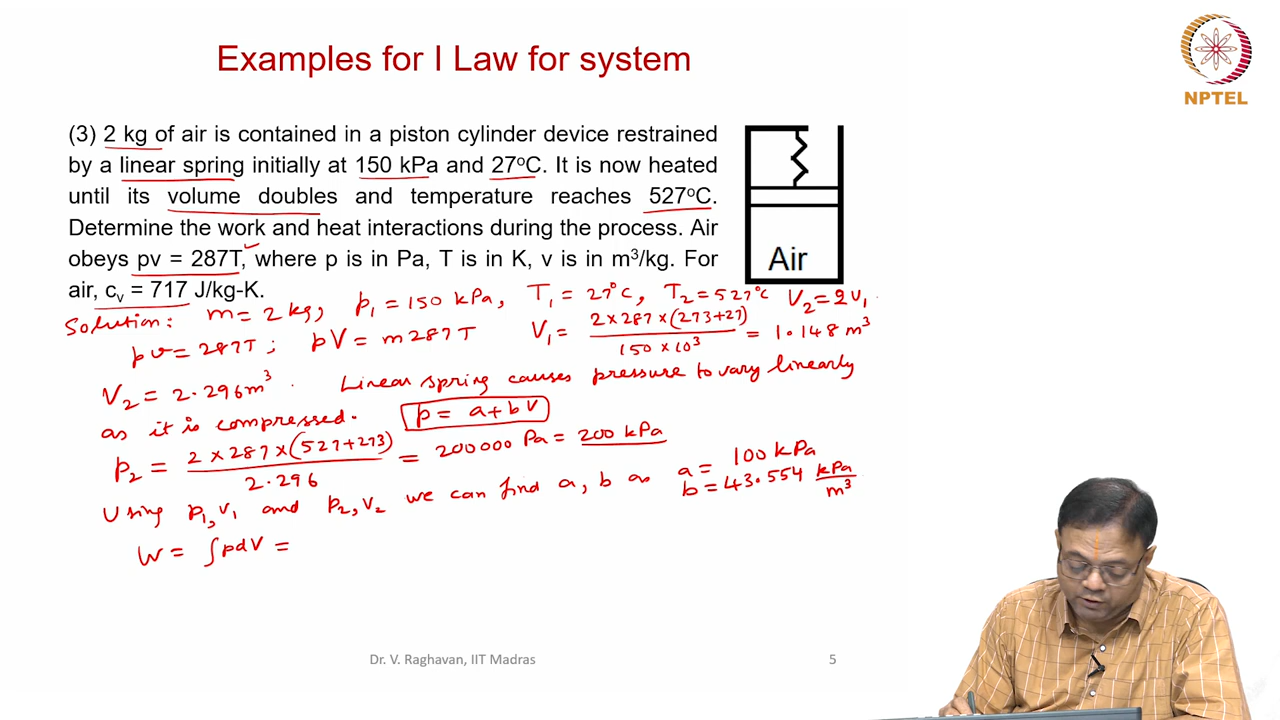 Examples for I Law for system
NPTEL
(3) 2 kg of air is contained in a piston cylinder device restrained
by a linear spring initially at 150 kPa and 27ºC. It is now heated
until its volume doubles and temperature reaches 527ºC.
Determine the work and heat interactions during the process. Air
obeys pv = 287T, where p is in Pa, T is in K, v is in m³/kg. For
air, cᵥ = 717 J/kg-K.
Air
Solution: m = 2 kg, p₁ = 150 kPa, T₁ = 27°C, T₂ = 527°C V₂ = 2V₁.
pv = 287T ; pV = m287T V₁ = 2 × 287 × (273+27) / 150 × 10³ = 1.148 m³
V₂ = 2.296 m³. Linear spring causes pressure to vary linearly
as it is compressed. p = a + bV
p₂ = 2 × 287 × (527+273) / 2.296 = 200000 Pa = 200 kPa
Using p₁, V₁ and p₂, V₂ we can find a, b as a = 100 kPa
b = 43.554 kPa/m³
W = ∫pdV =
Dr. V. Raghavan, IIT Madras
5